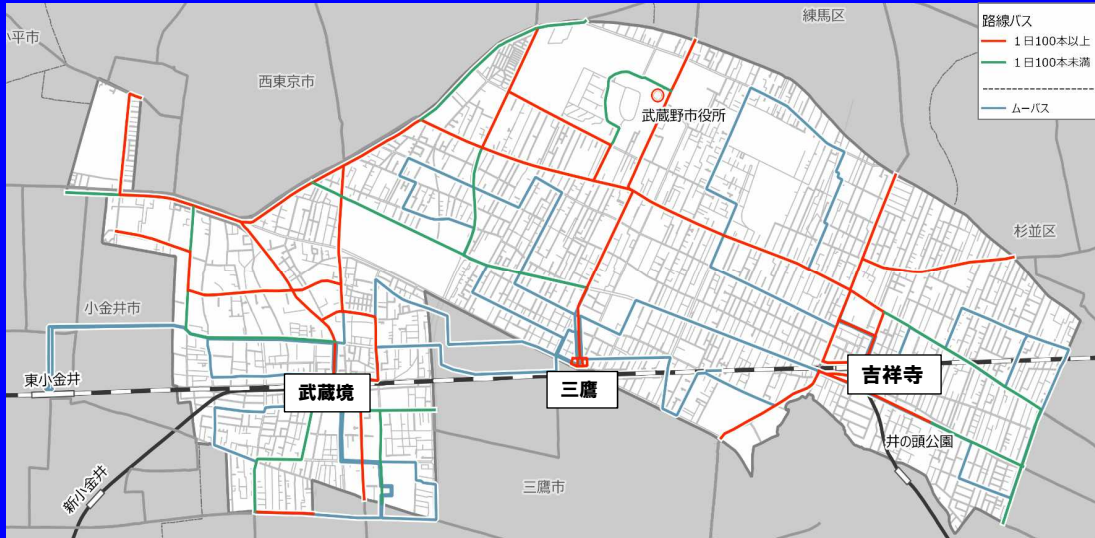 練馬区
路線バス
1日100本以上
1日100本未満
ムーバス
小平市
西東京市
武蔵野市役所
杉並区
小金井市
東小金井
武蔵境
三鷹
吉祥寺
井の頭公園
新小金井
三鷹市